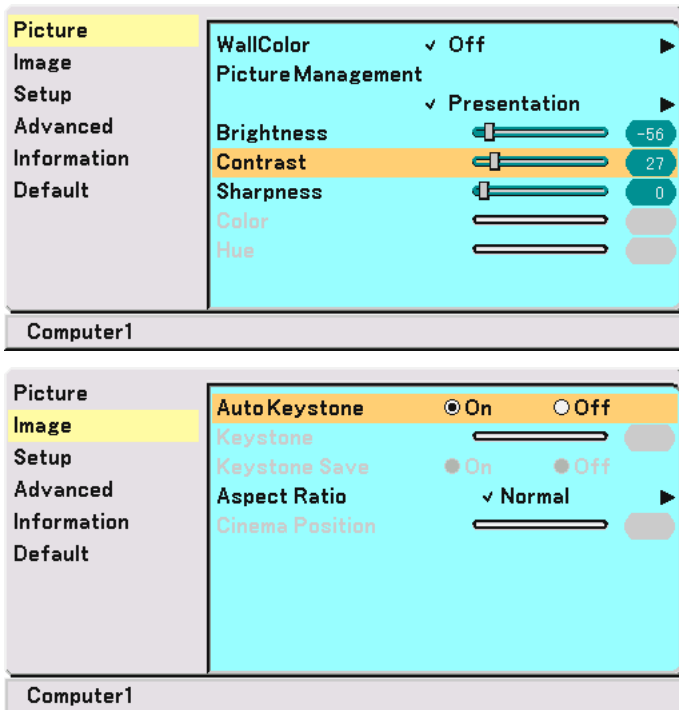 Picture
Image
Setup
Advanced
Information
Default
WallColor ✓ Off ▶
Picture Management
✓ Presentation ▶
Brightness -56
Contrast 27
Sharpness 0
Color
Hue
Computer1
Picture
Image
Setup
Advanced
Information
Default
Auto Keystone On Off
Keystone
Keystone Save On Off
Aspect Ratio ✓ Normal ▶
Cinema Position
Computer1